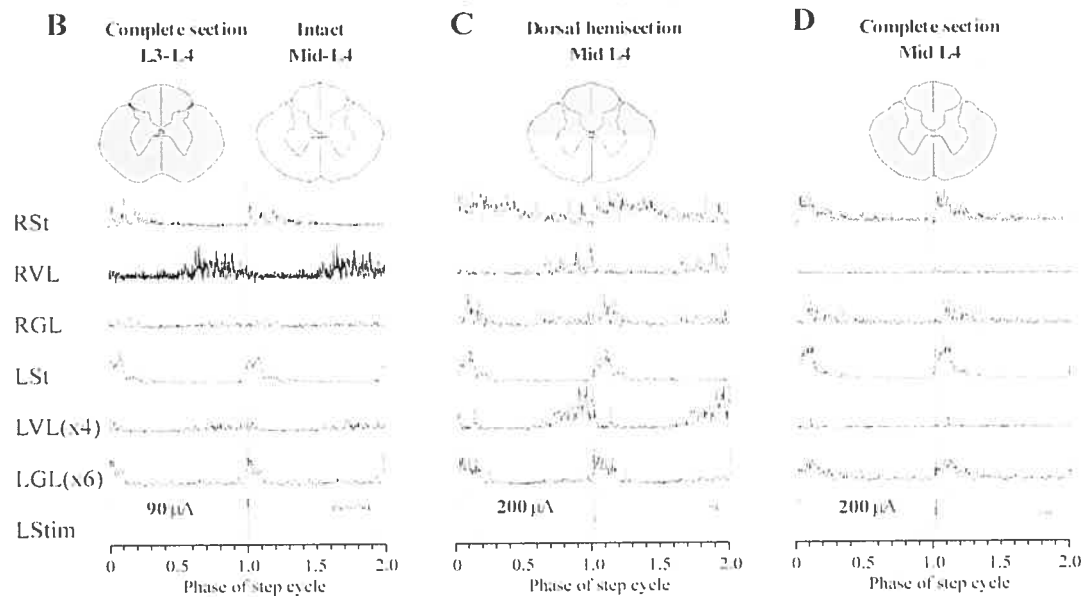 B Complete section Intact C Dorsal hemisection D Complete section
L3-L4 Mid-L4 Mid L4 Mid L4
RSt
RVL
RGL
LSt
LVL(x4)
LGL(x6)
90 µA 200 µA 200 µA
LStim
0 0.5 1.0 1.5 2.0 0 0.5 1.0 1.5 2.0 0 0.5 1.0 1.5 2.0
Phase of step cycle Phase of step cycle Phase of step cycle